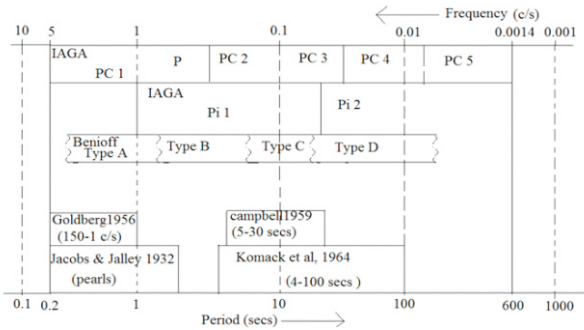 ← Frequency (c/s)
10 5 1 0.1 0.01 0.0014 0.001
IAGA
PC 1 P PC 2 PC 3 PC 4 PC 5
IAGA
Pi 1 Pi 2
Benioff
Type A Type B Type C Type D
Goldberg1956
(150-1 c/s)
campbell1959
(5-30 secs)
Jacobs & Jalley 1932
(pearls)
Komack et al, 1964
(4-100 secs )
0.1 0.2 1 10 100 600 1000
Period (secs) →